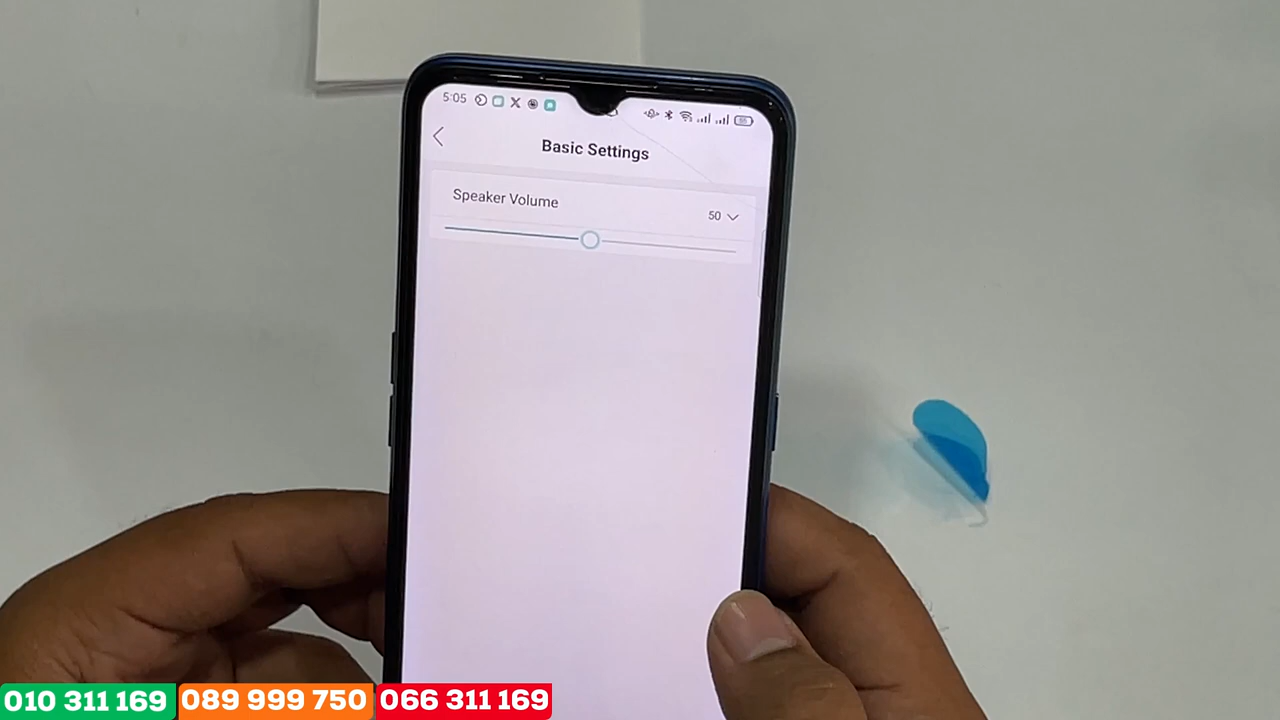 5:05
Basic Settings
Speaker Volume
50
010 311 169 089 999 750 066 311 169